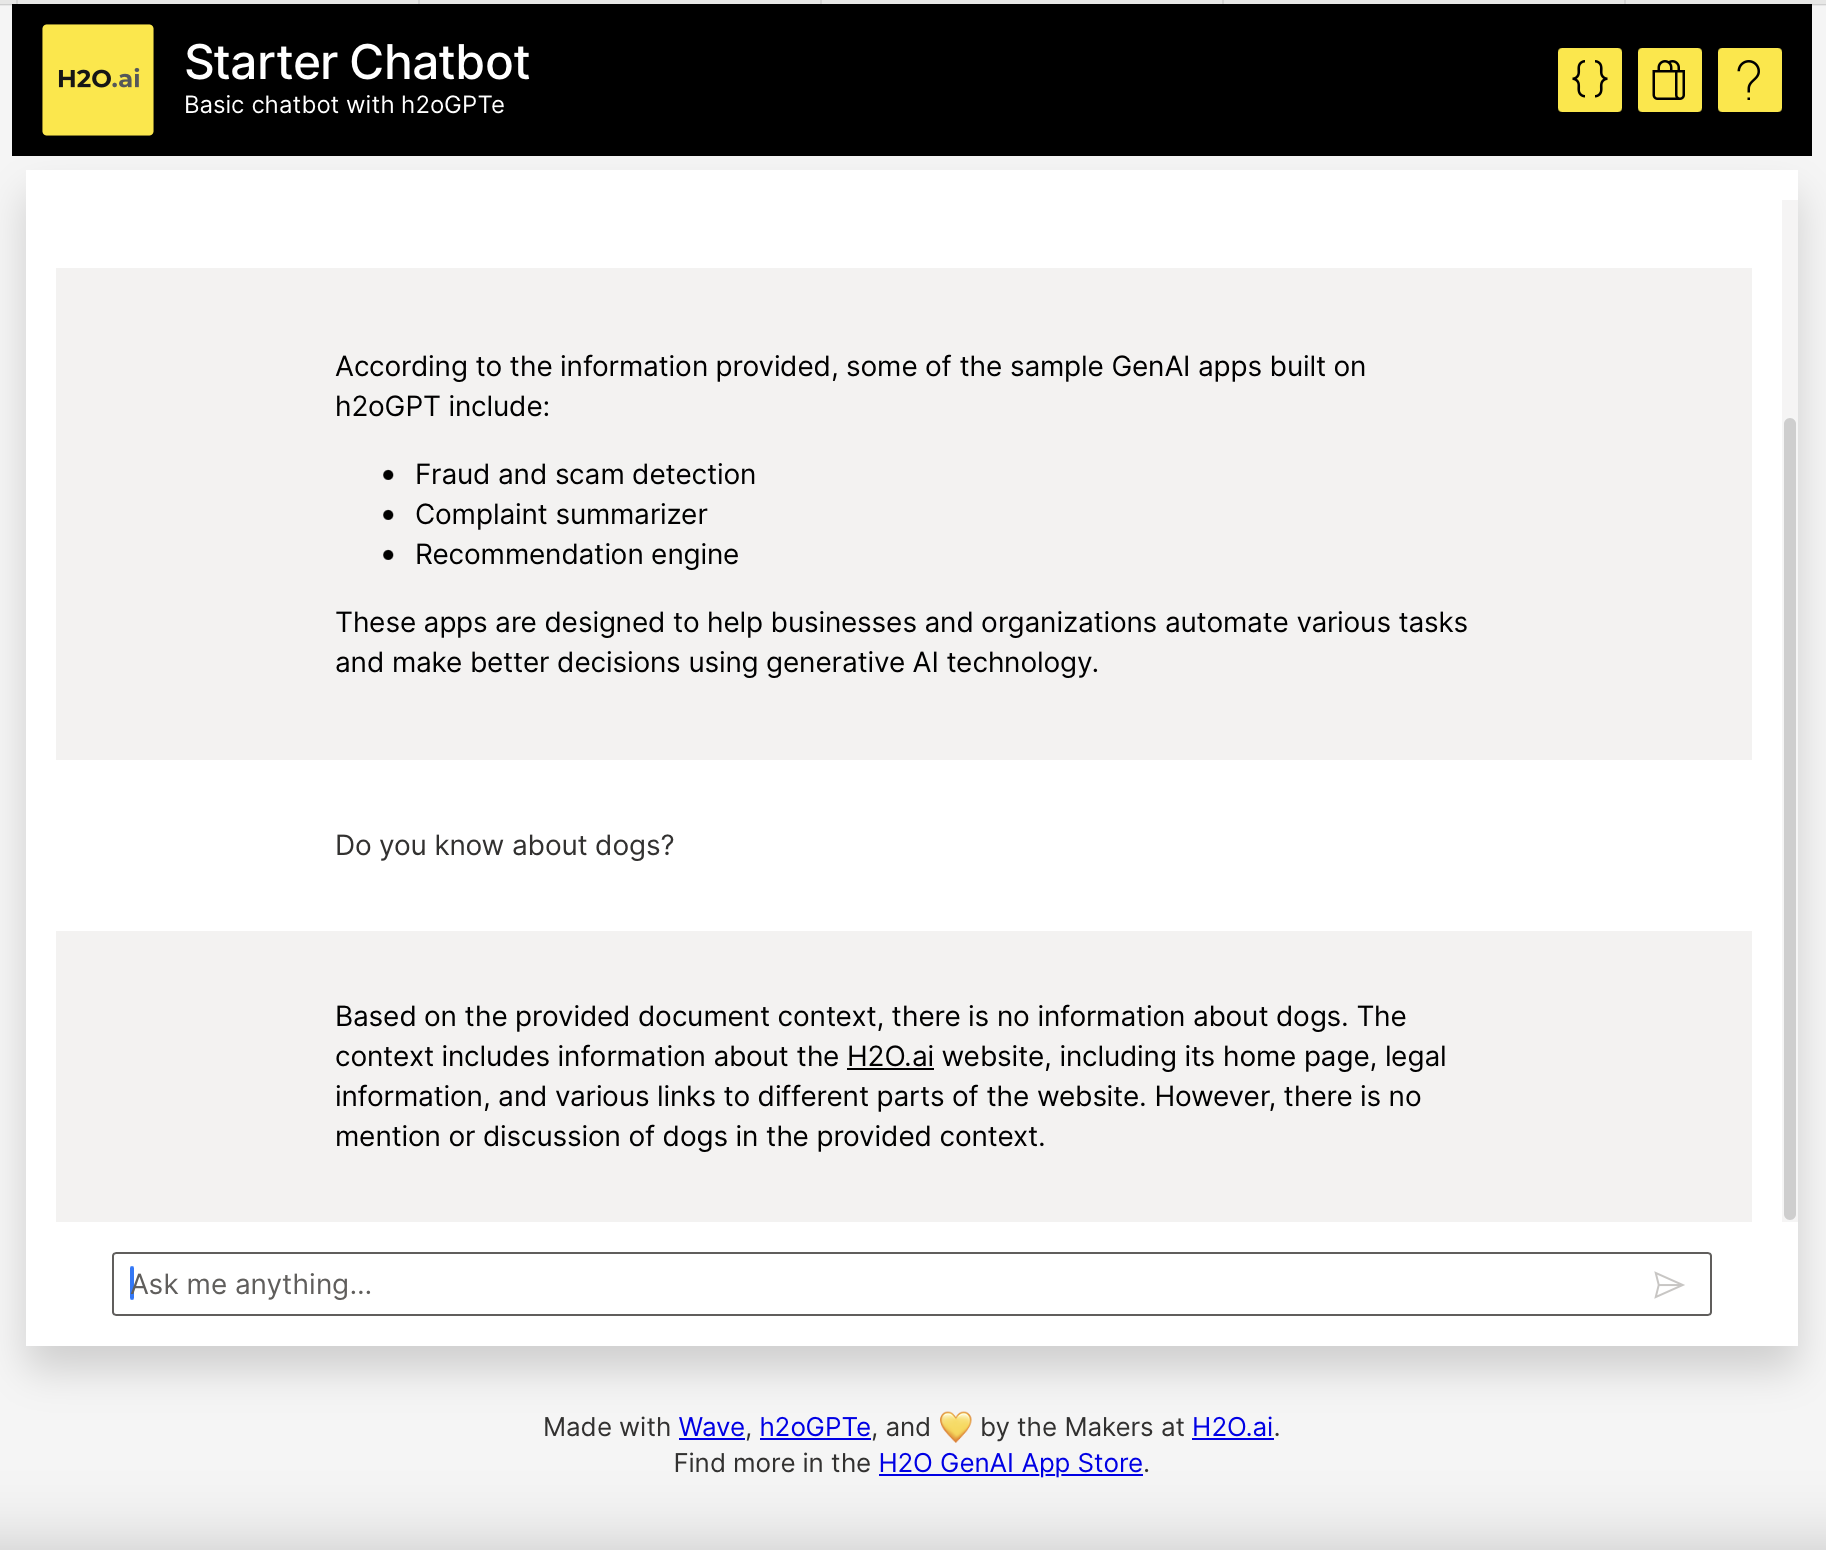 H2O.ai
Starter Chatbot
Basic chatbot with h2oGPTe
According to the information provided, some of the sample GenAI apps built on
h2oGPT include:
• Fraud and scam detection
• Complaint summarizer
• Recommendation engine
These apps are designed to help businesses and organizations automate various tasks
and make better decisions using generative AI technology.
Do you know about dogs?
Based on the provided document context, there is no information about dogs. The
context includes information about the H2O.ai website, including its home page, legal
information, and various links to different parts of the website. However, there is no
mention or discussion of dogs in the provided context.
Ask me anything...
Made with Wave, h2oGPTe, and 💛 by the Makers at H2O.ai.
Find more in the H2O GenAI App Store.